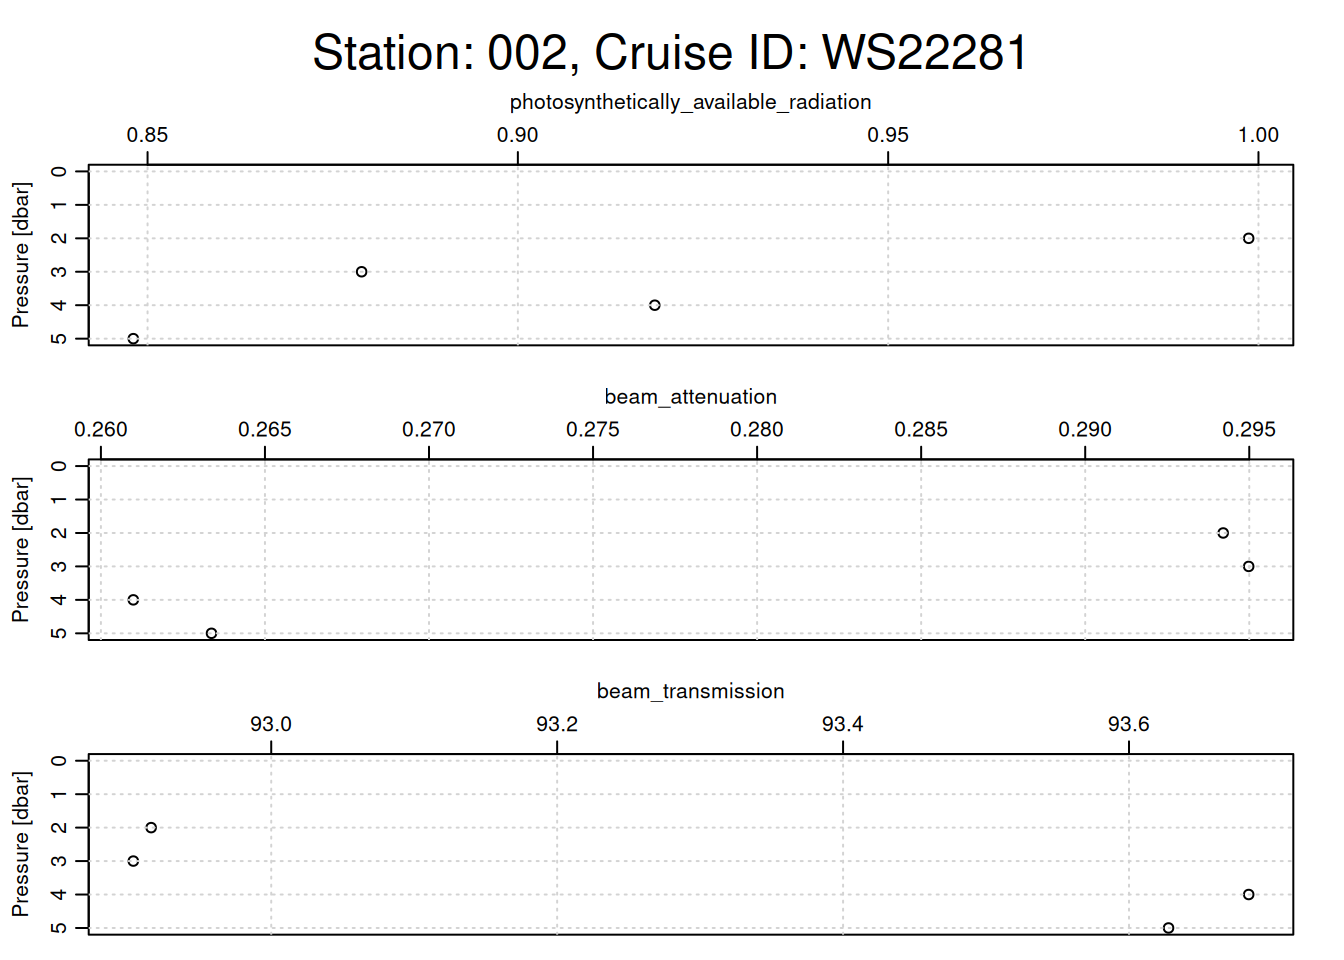 Station: 002, Cruise ID: WS22281
photosynthetically_available_radiation
0.85 0.90 0.95 1.00
Pressure [dbar]
0
1
2
3
4
5
beam_attenuation
0.260 0.265 0.270 0.275 0.280 0.285 0.290 0.295
Pressure [dbar]
0
1
2
3
4
5
beam_transmission
93.0 93.2 93.4 93.6
Pressure [dbar]
0
1
2
3
4
5